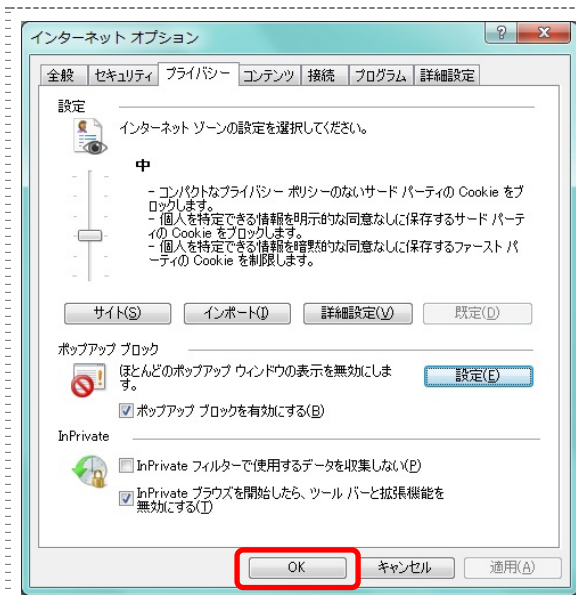 インターネット オプション
全般 セキュリティ プライバシー コンテンツ 接続 プログラム 詳細設定
設定
インターネット ゾーンの設定を選択してください。
中
- コンパクトなプライバシー ポリシーのないサード パーティの Cookie をブ
ロックします。
- 個人を特定できる情報を明示的な同意なしに保存するサード パーテ
ィの Cookie をブロックします。
- 個人を特定できる情報を暗黙的な同意なしに保存するファースト パ
ーティの Cookie を制限します。
サイト(S) インポート(I) 詳細設定(V) 既定(D)
ポップアップ ブロック
ほとんどのポップアップ ウィンドウの表示を無効にしま
す。
設定(E)
ポップアップ ブロックを有効にする(B)
InPrivate
InPrivate フィルターで使用するデータを収集しない(P)
InPrivate ブラウズを開始したら、ツール バーと拡張機能を
無効にする(T)
OK キャンセル 適用(A)